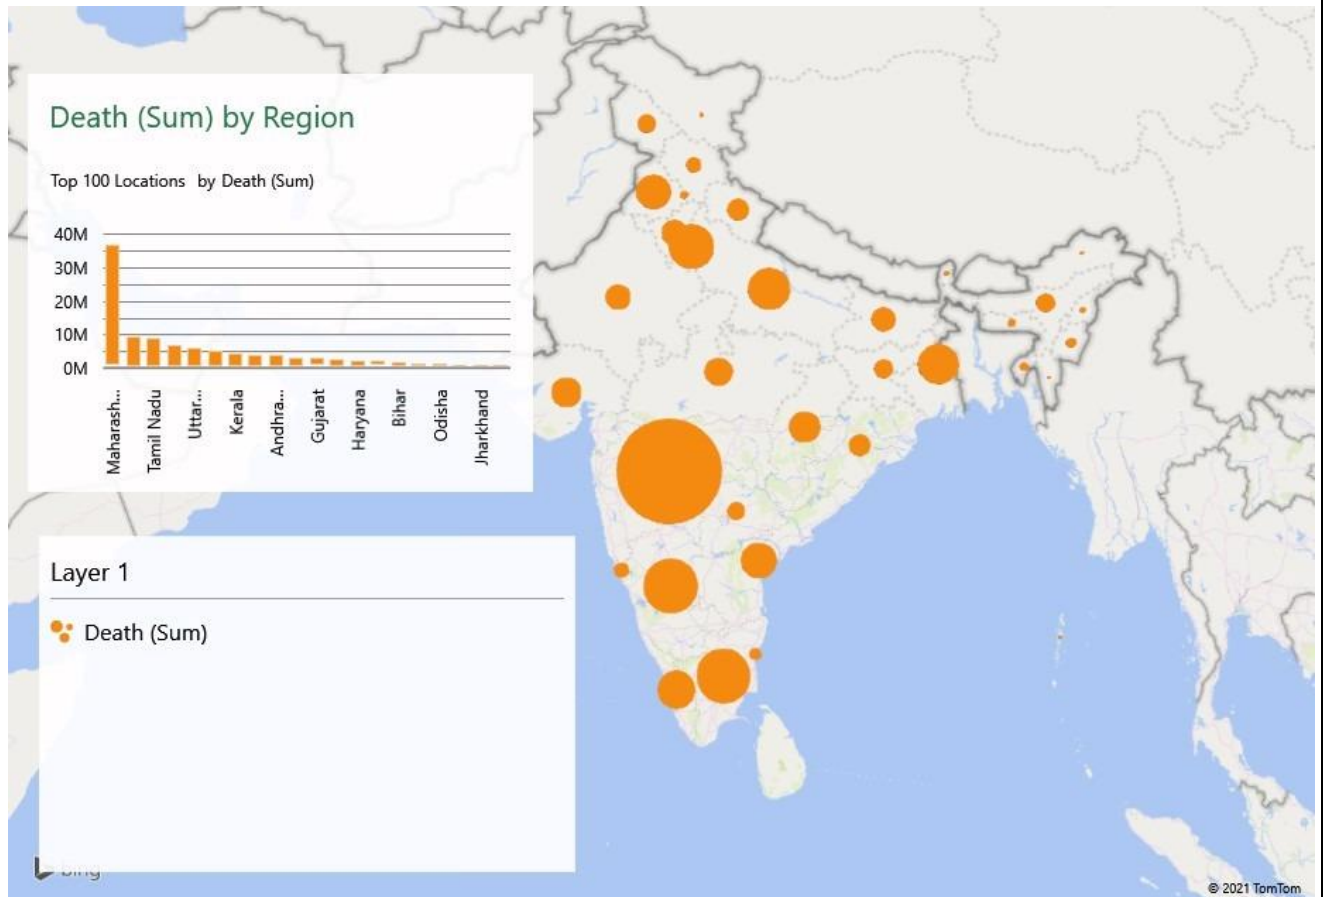 Death (Sum) by Region
Top 100 Locations by Death (Sum)
40M
30M
20M
10M
0M
Maharash...
Tamil Nadu
Uttar...
Kerala
Andhra...
Gujarat
Haryana
Bihar
Odisha
Jharkhand
Layer 1
Death (Sum)
bing
© 2021 TomTom